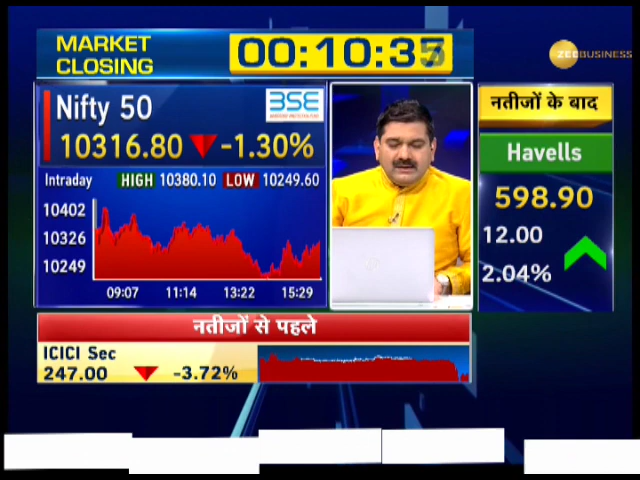 MARKET
CLOSING
00:10:3
ZEE BUSINESS
Nifty 50
BSE
10316.80 -1.30%
Intraday HIGH 10380.10 LOW 10249.60
10402
10326
10249
09:07 11:14 13:22 15:29
नतीजों के बाद
Havells
598.90
12.00
2.04%
नतीजों से पहले
ICICI Sec
247.00 -3.72%